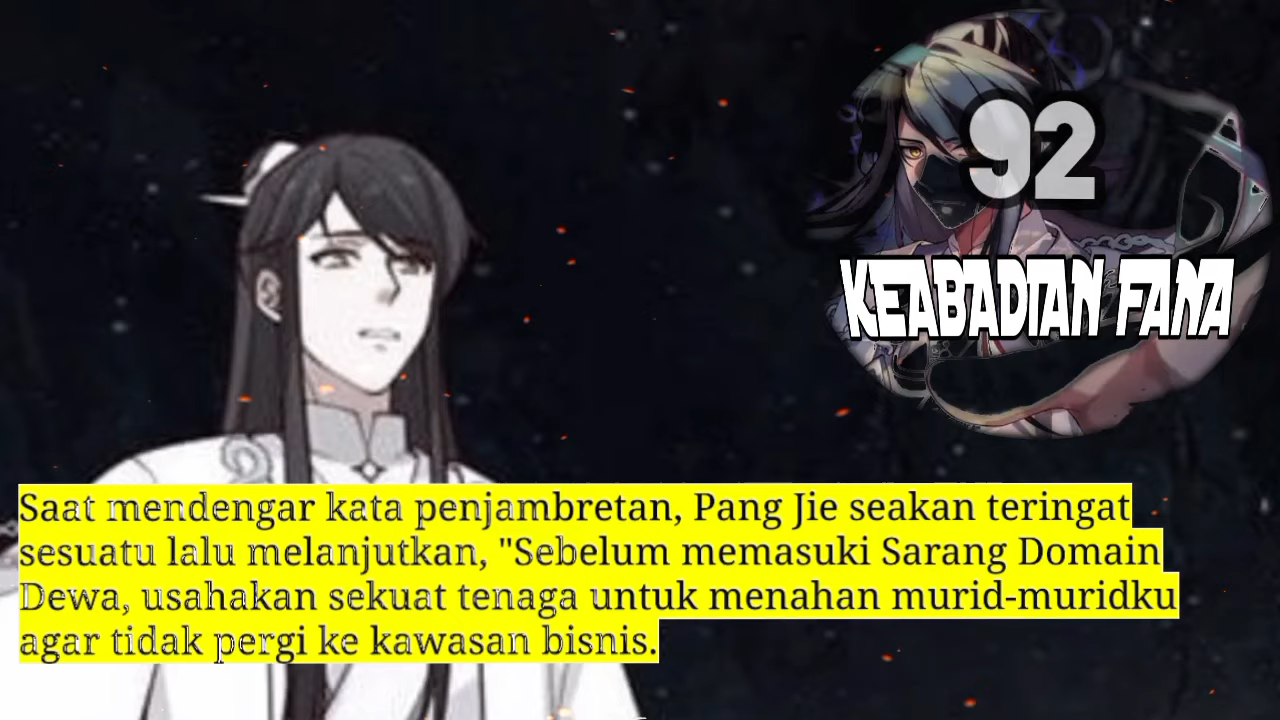 92
KEABADIAN FANA
Saat mendengar kata penjambretan, Pang Jie seakan teringat
sesuatu lalu melanjutkan, "Sebelum memasuki Sarang Domain
Dewa, usahakan sekuat tenaga untuk menahan murid-muridku
agar tidak pergi ke kawasan bisnis.